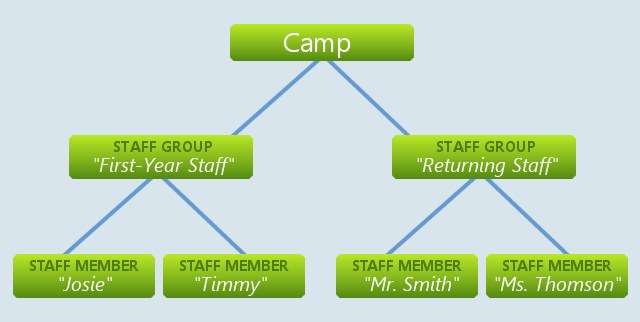 Camp
STAFF GROUP
"First-Year Staff"
STAFF GROUP
"Returning Staff"
STAFF MEMBER
"Josie"
STAFF MEMBER
"Timmy"
STAFF MEMBER
"Mr. Smith"
STAFF MEMBER
"Ms. Thomson"